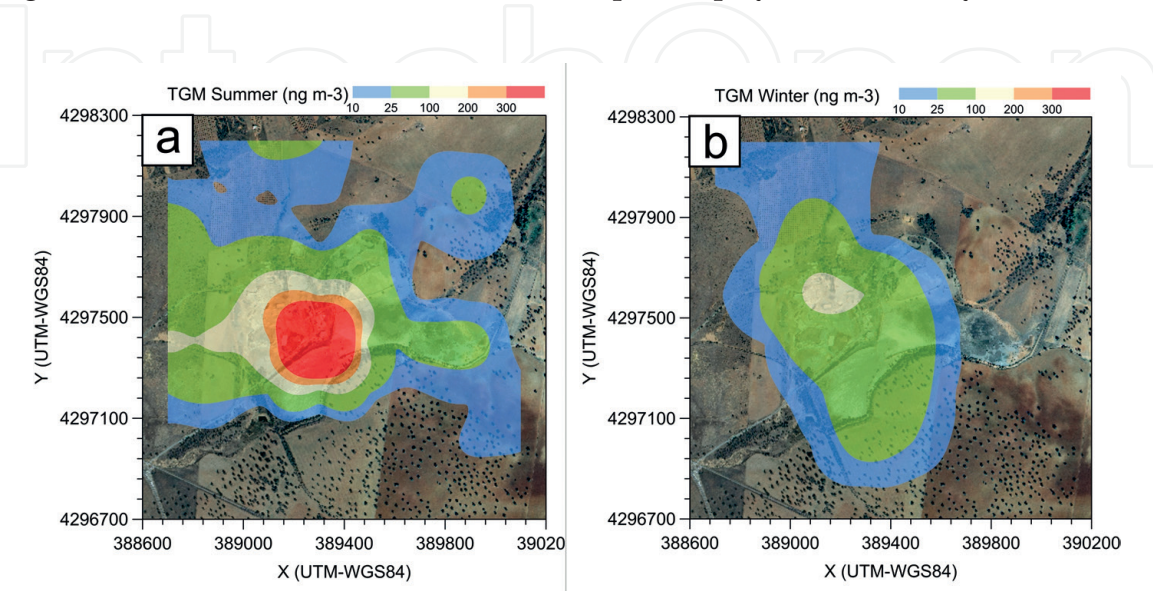 IntechOpen
TGM Summer (ng m-3)
10 25 100 200 300
a
4298300
4297900
4297500
4297100
4296700
Y (UTM-WGS84)
388600 389000 389400 389800 39020
X (UTM-WGS84)
TGM Winter (ng m-3)
10 25 100 200 300
b
4298300
4297900
4297500
4297100
4296700
Y (UTM-WGS84)
388600 389000 389400 389800 390200
X (UTM-WGS84)